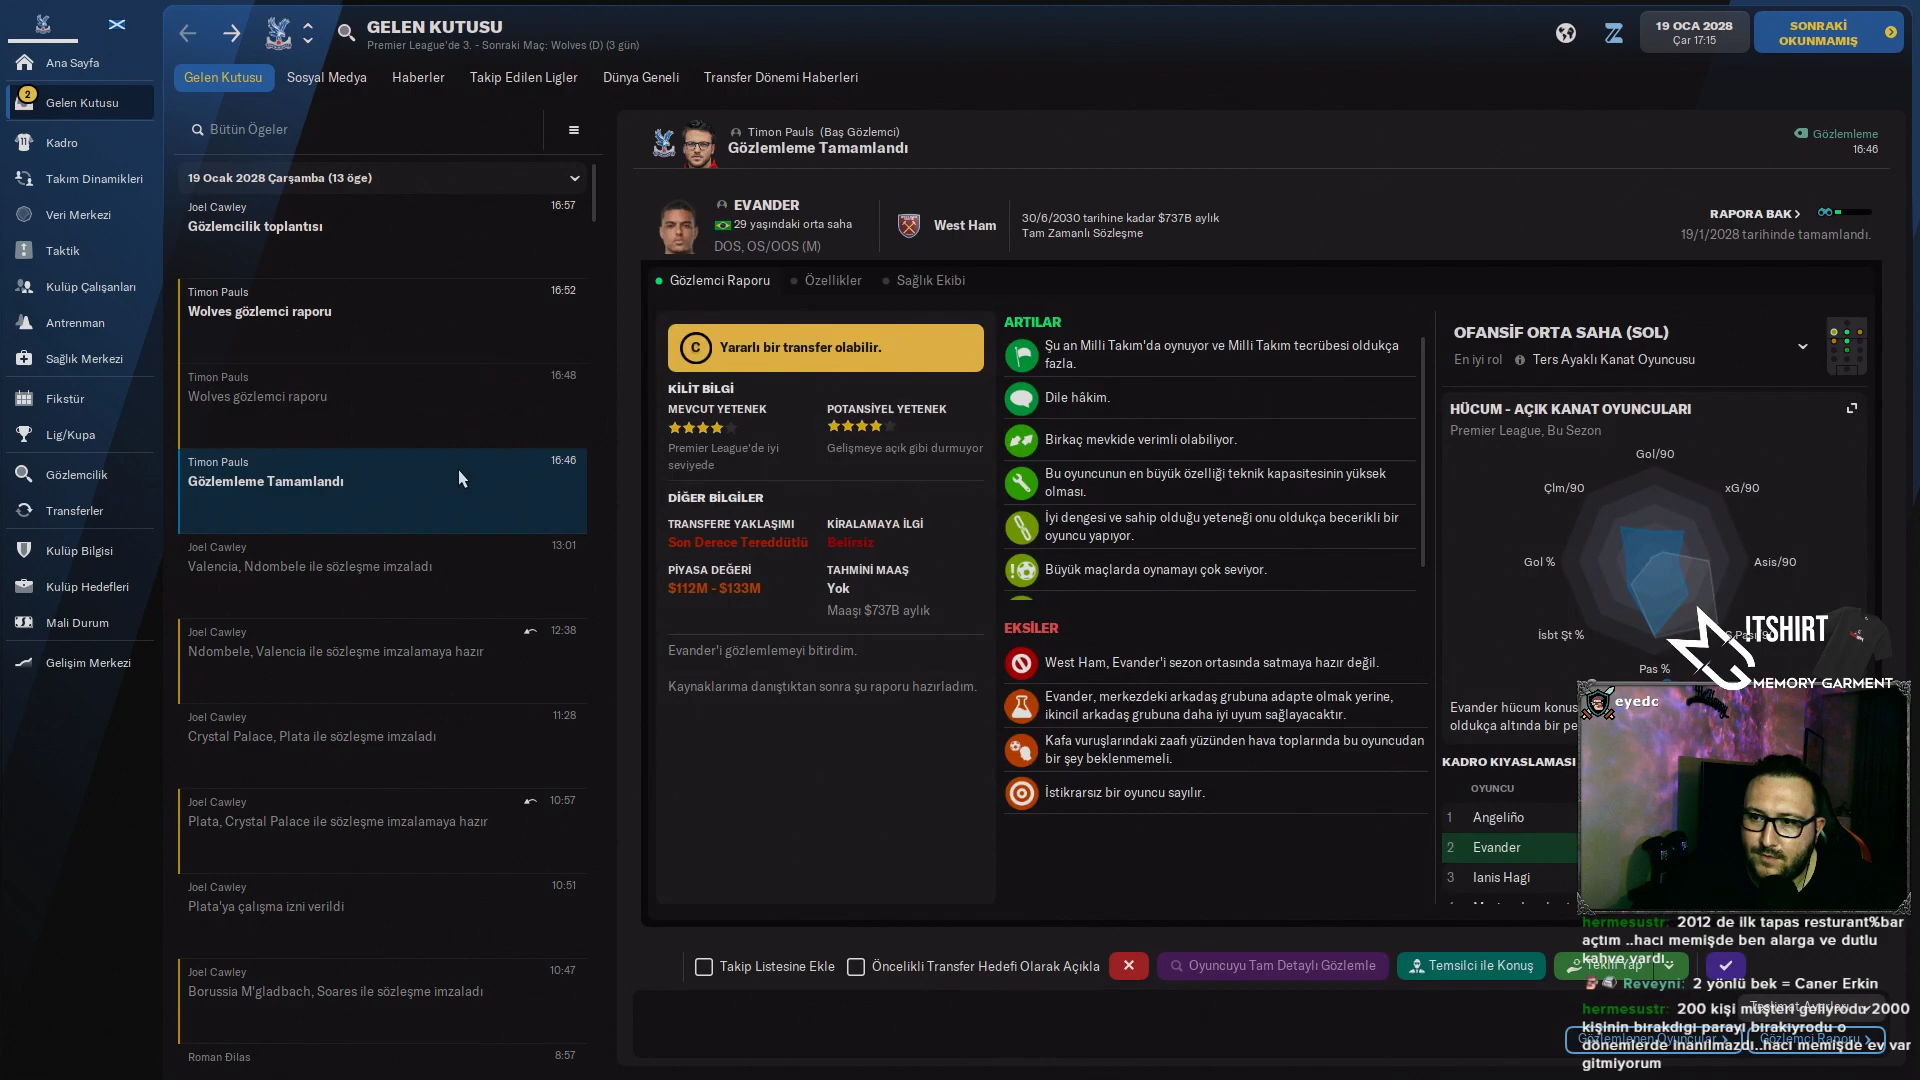 GELEN KUTUSU
Premier League'de 3. - Sonraki Maç: Wolves (D) (3 gün)
19 OCA 2028
Çar 17:15
SONRAKİ
OKUNMAMIŞ
Ana Sayfa
2
Gelen Kutusu
Kadro
Takım Dinamikleri
Veri Merkezi
Taktik
Kulüp Çalışanları
Antrenman
Sağlık Merkezi
Fikstür
Lig/Kupa
Gözlemcilik
Transferler
Kulüp Bilgisi
Kulüp Hedefleri
Mali Durum
Gelişim Merkezi
Gelen Kutusu
Sosyal Medya
Haberler
Takip Edilen Ligler
Dünya Geneli
Transfer Dönemi Haberleri
Bütün Ögeler
19 Ocak 2028 Çarşamba (13 öge)
Joel Cawley 16:57
Gözlemcilik toplantısı
Timon Pauls 16:52
Wolves gözlemci raporu
Timon Pauls 16:48
Wolves gözlemci raporu
Timon Pauls 16:46
Gözlemleme Tamamlandı
Joel Cawley 13:01
Valencia, Ndombele ile sözleşme imzaladı
Joel Cawley 12:38
Ndombele, Valencia ile sözleşme imzalamaya hazır
Joel Cawley 11:28
Crystal Palace, Plata ile sözleşme imzaladı
Joel Cawley 10:57
Plata, Crystal Palace ile sözleşme imzalamaya hazır
Joel Cawley 10:51
Plata'ya çalışma izni verildi
Joel Cawley 10:47
Borussia M'gladbach, Soares ile sözleşme imzaladı
Roman Đilas 8:57
Timon Pauls (Baş Gözlemci)
Gözlemleme Tamamlandı
Gözlemleme
16:46
EVANDER
29 yaşındaki orta saha
DOS, OS/OOS (M)
West Ham
30/6/2030 tarihine kadar $737B aylık
Tam Zamanlı Sözleşme
RAPORA BAK
19/1/2028 tarihinde tamamlandı.
Gözlemci Raporu
Özellikler
Sağlık Ekibi
C
Yararlı bir transfer olabilir.
KİLİT BİLGİ
MEVCUT YETENEK
POTANSİYEL YETENEK
Premier League'de iyi
seviyede
Gelişmeye açık gibi durmuyor
DİĞER BİLGİLER
TRANSFERE YAKLAŞIMI
KİRALAMAYA İLGİ
Son Derece Tereddütlü
Belirsiz
PİYASA DEĞERİ
TAHMİNİ MAAŞ
$112M - $133M
Yok
Maaşı $737B aylık
Evander'i gözlemlemeyi bitirdim.
Kaynaklarıma danıştıktan sonra şu raporu hazırladım.
ARTILAR
Şu an Milli Takım'da oynuyor ve Milli Takım tecrübesi oldukça
fazla.
Dile hâkim.
Birkaç mevkide verimli olabiliyor.
Bu oyuncunun en büyük özelliği teknik kapasitesinin yüksek
olması.
İyi dengesi ve sahip olduğu yeteneği onu oldukça becerikli bir
oyuncu yapıyor.
Büyük maçlarda oynamayı çok seviyor.
EKSİLER
West Ham, Evander'i sezon ortasında satmaya hazır değil.
Evander, merkezdeki arkadaş grubuna adapte olmak yerine,
ikincil arkadaş grubuna daha iyi uyum sağlayacaktır.
Kafa vuruşlarındaki zaafı yüzünden hava toplarında bu oyuncudan
bir şey beklenmemeli.
İstikrarsız bir oyuncu sayılır.
OFANSİF ORTA SAHA (SOL)
En iyi rol
Ters Ayaklı Kanat Oyuncusu
HÜCUM - AÇIK KANAT OYUNCULARI
Premier League, Bu Sezon
Gol/90
Çlm/90
xG/90
Gol %
Asis/90
İsbt Şt %
Pas %
Evander hücum konus
oldukça altında bir pe
KADRO KIYASLAMASI
OYUNCU
1 Angeliño
2 Evander
3 Ianis Hagi
ITSHIRT
MEMORY GARMENT
eyedc
Takip Listesine Ekle
Öncelikli Transfer Hedefi Olarak Açıkla
Oyuncuyu Tam Detaylı Gözlemle
Temsilci ile Konuş
Teklif Yap
hermesustr: 2012 de ilk tapas resturant%bar
açtım ..hacı memişde ben alarga ve dutlu
kahve vardı..
Reveyni: 2 yönlü bek = Caner Erkin
hermesustr: 200 kişi müşteri geliyrodu 2000
kişinin bırakdıgı parayı bırakıyrodu o
dönemlerde inanılmazdı..hacı memişde ev var
gitmiyorum
Gözlemlenen Oyuncular
Gözlemci Raporu